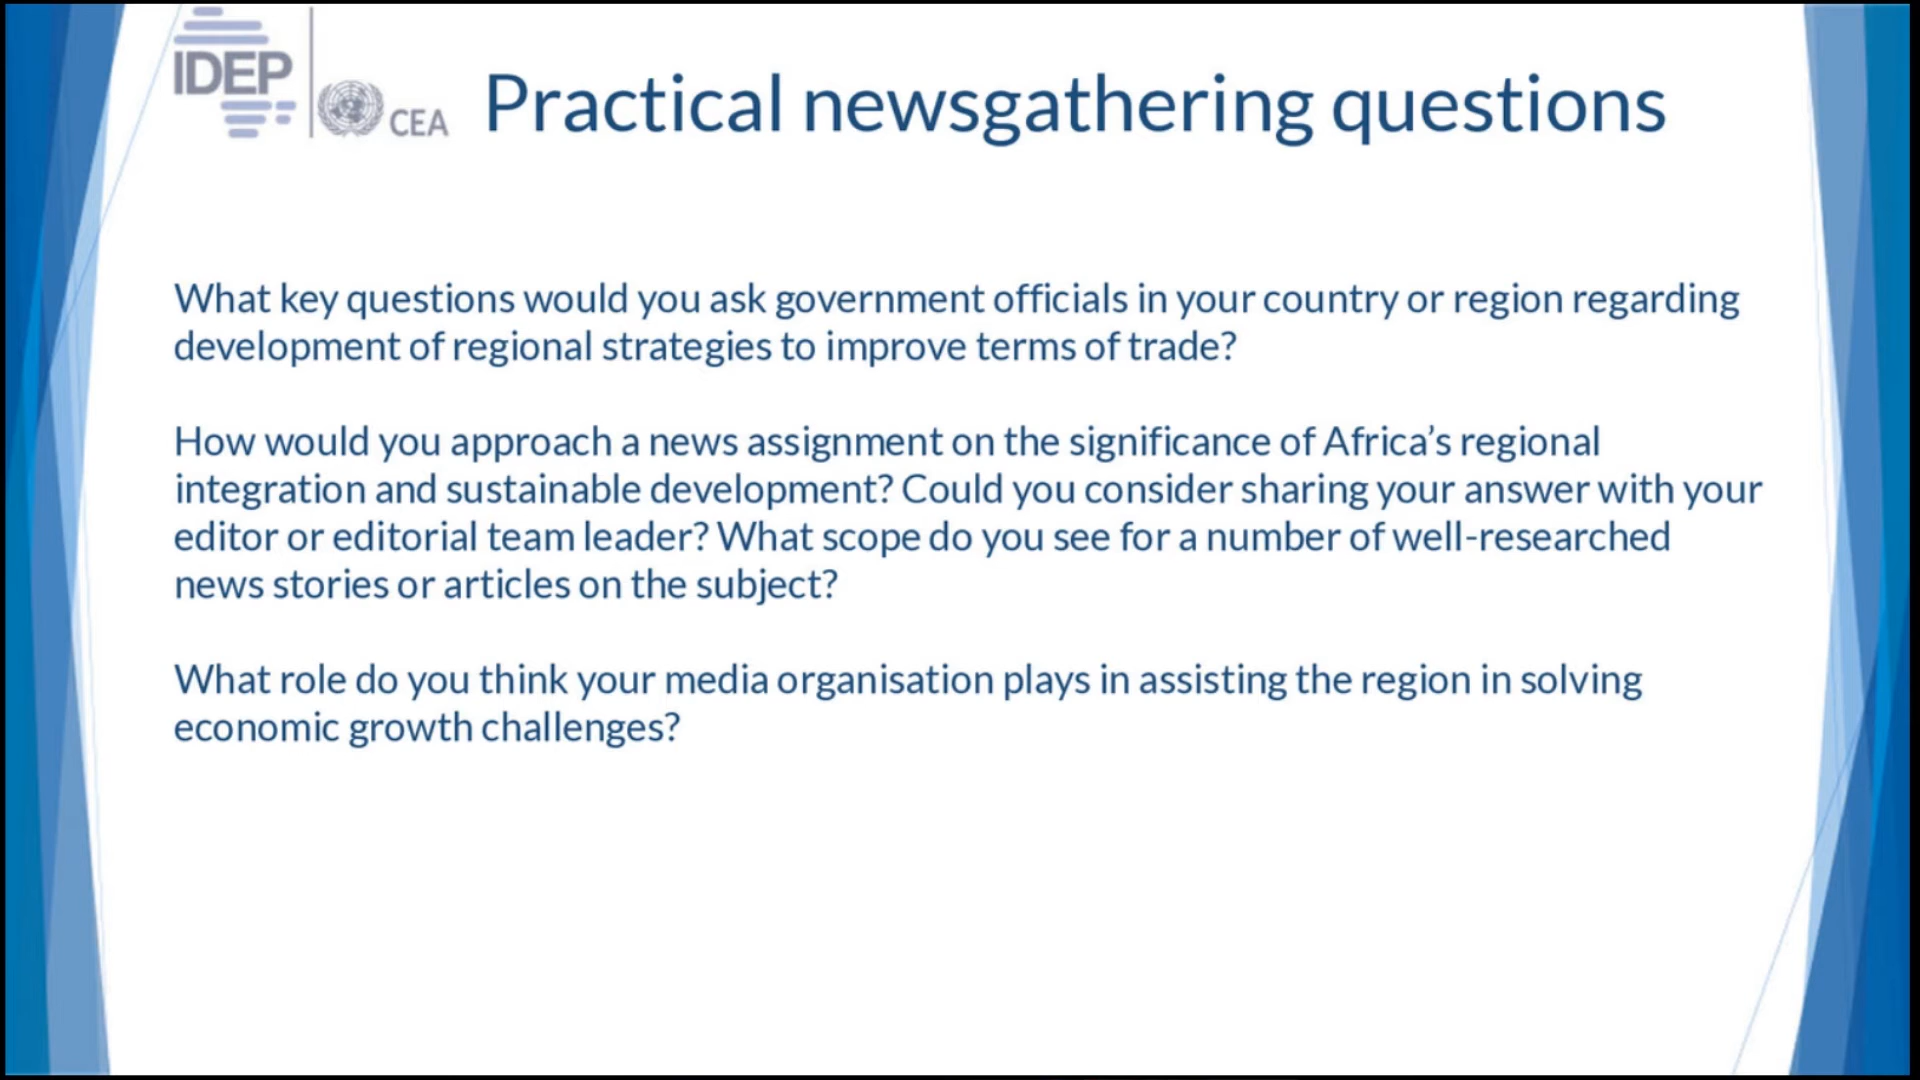 IDEP
CEA
Practical newsgathering questions
What key questions would you ask government officials in your country or region regarding
development of regional strategies to improve terms of trade?
How would you approach a news assignment on the significance of Africa’s regional
integration and sustainable development? Could you consider sharing your answer with your
editor or editorial team leader? What scope do you see for a number of well-researched
news stories or articles on the subject?
What role do you think your media organisation plays in assisting the region in solving
economic growth challenges?